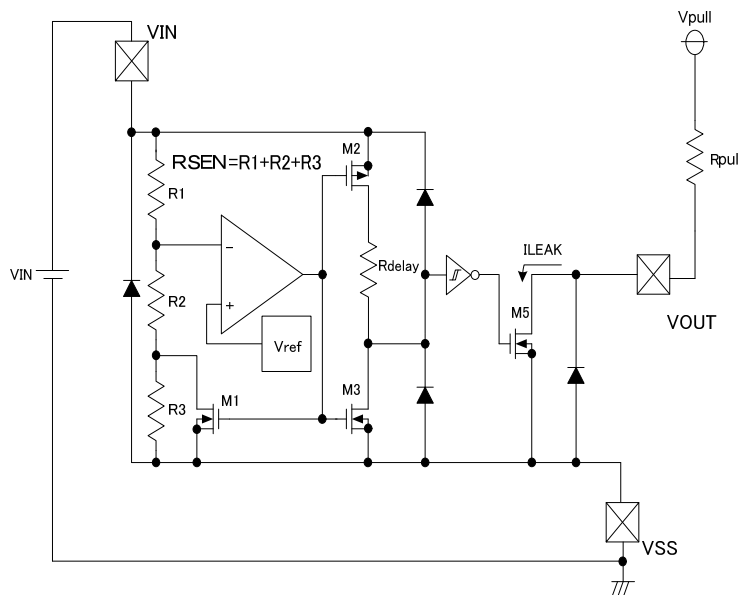 Vpull
VIN
M2
RSEN=R1+R2+R3
Rpul
R1
ILEAK
−
Rdelay
VIN
R2
M5
+
Vref
VOUT
M1
M3
R3
VSS